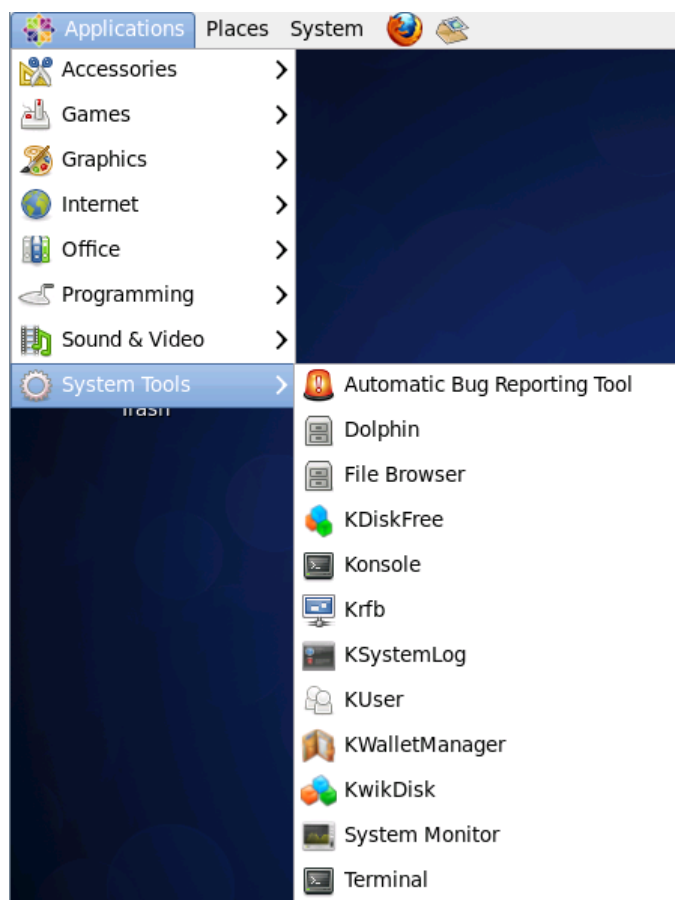 Applications Places System
Accessories
Games
Graphics
Internet
Office
Programming
Sound & Video
System Tools
Trash
Automatic Bug Reporting Tool
Dolphin
File Browser
KDiskFree
Konsole
Krfb
KSystemLog
KUser
KWalletManager
KwikDisk
System Monitor
Terminal